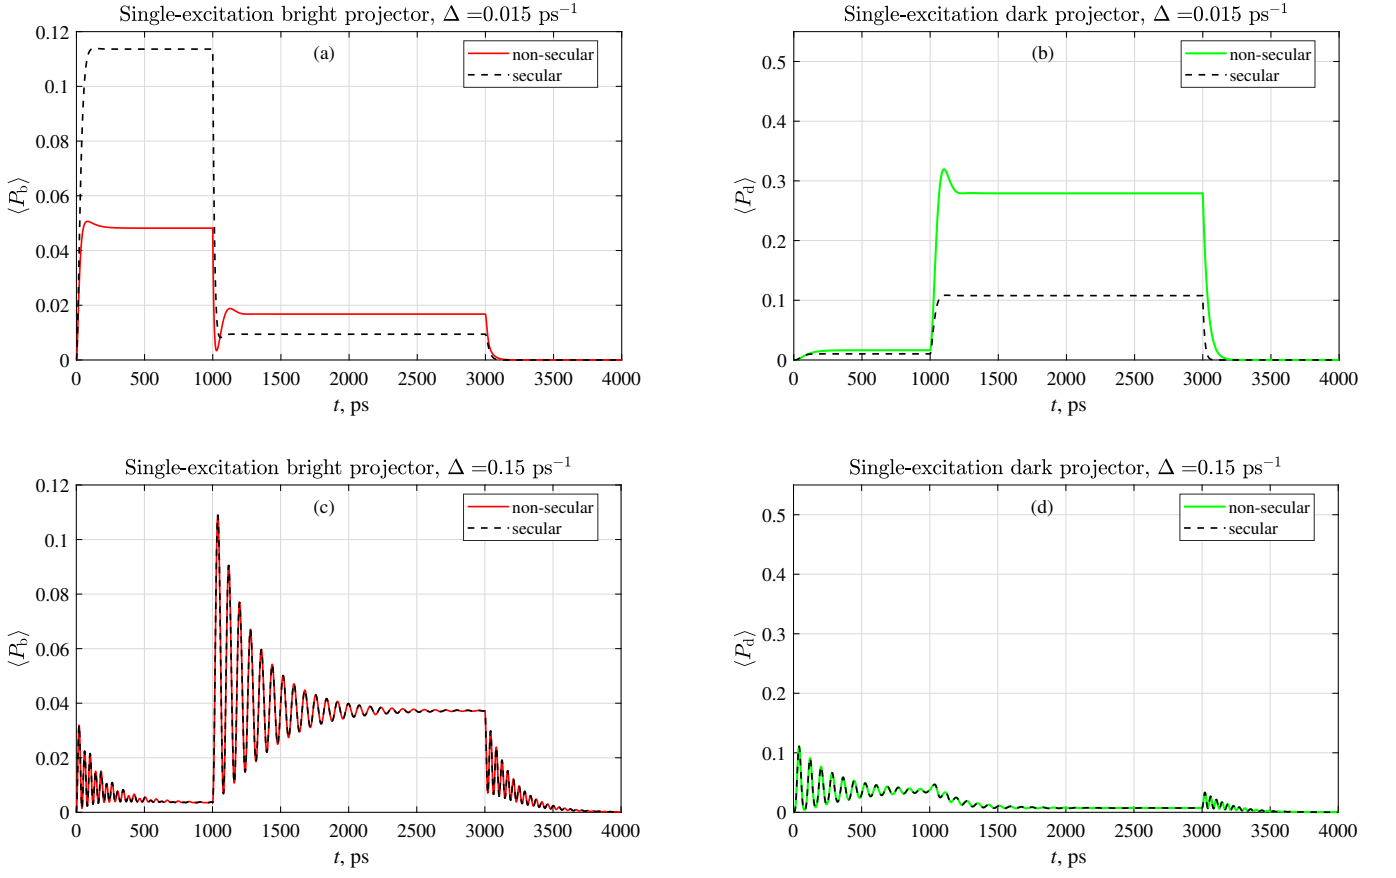 Single-excitation bright projector, Δ =0.015 ps⁻¹
(a)
non-secular
secular
0.12
0.1
0.08
0.06
0.04
0.02
0
⟨P_b⟩
0 500 1000 1500 2000 2500 3000 3500 4000
t, ps
Single-excitation dark projector, Δ =0.015 ps⁻¹
(b)
non-secular
secular
0.5
0.4
0.3
0.2
0.1
0
⟨P_d⟩
0 500 1000 1500 2000 2500 3000 3500 4000
t, ps
Single-excitation bright projector, Δ =0.15 ps⁻¹
(c)
non-secular
secular
0.12
0.1
0.08
0.06
0.04
0.02
0
⟨P_b⟩
0 500 1000 1500 2000 2500 3000 3500 4000
t, ps
Single-excitation dark projector, Δ =0.15 ps⁻¹
(d)
non-secular
secular
0.5
0.4
0.3
0.2
0.1
0
⟨P_d⟩
0 500 1000 1500 2000 2500 3000 3500 4000
t, ps